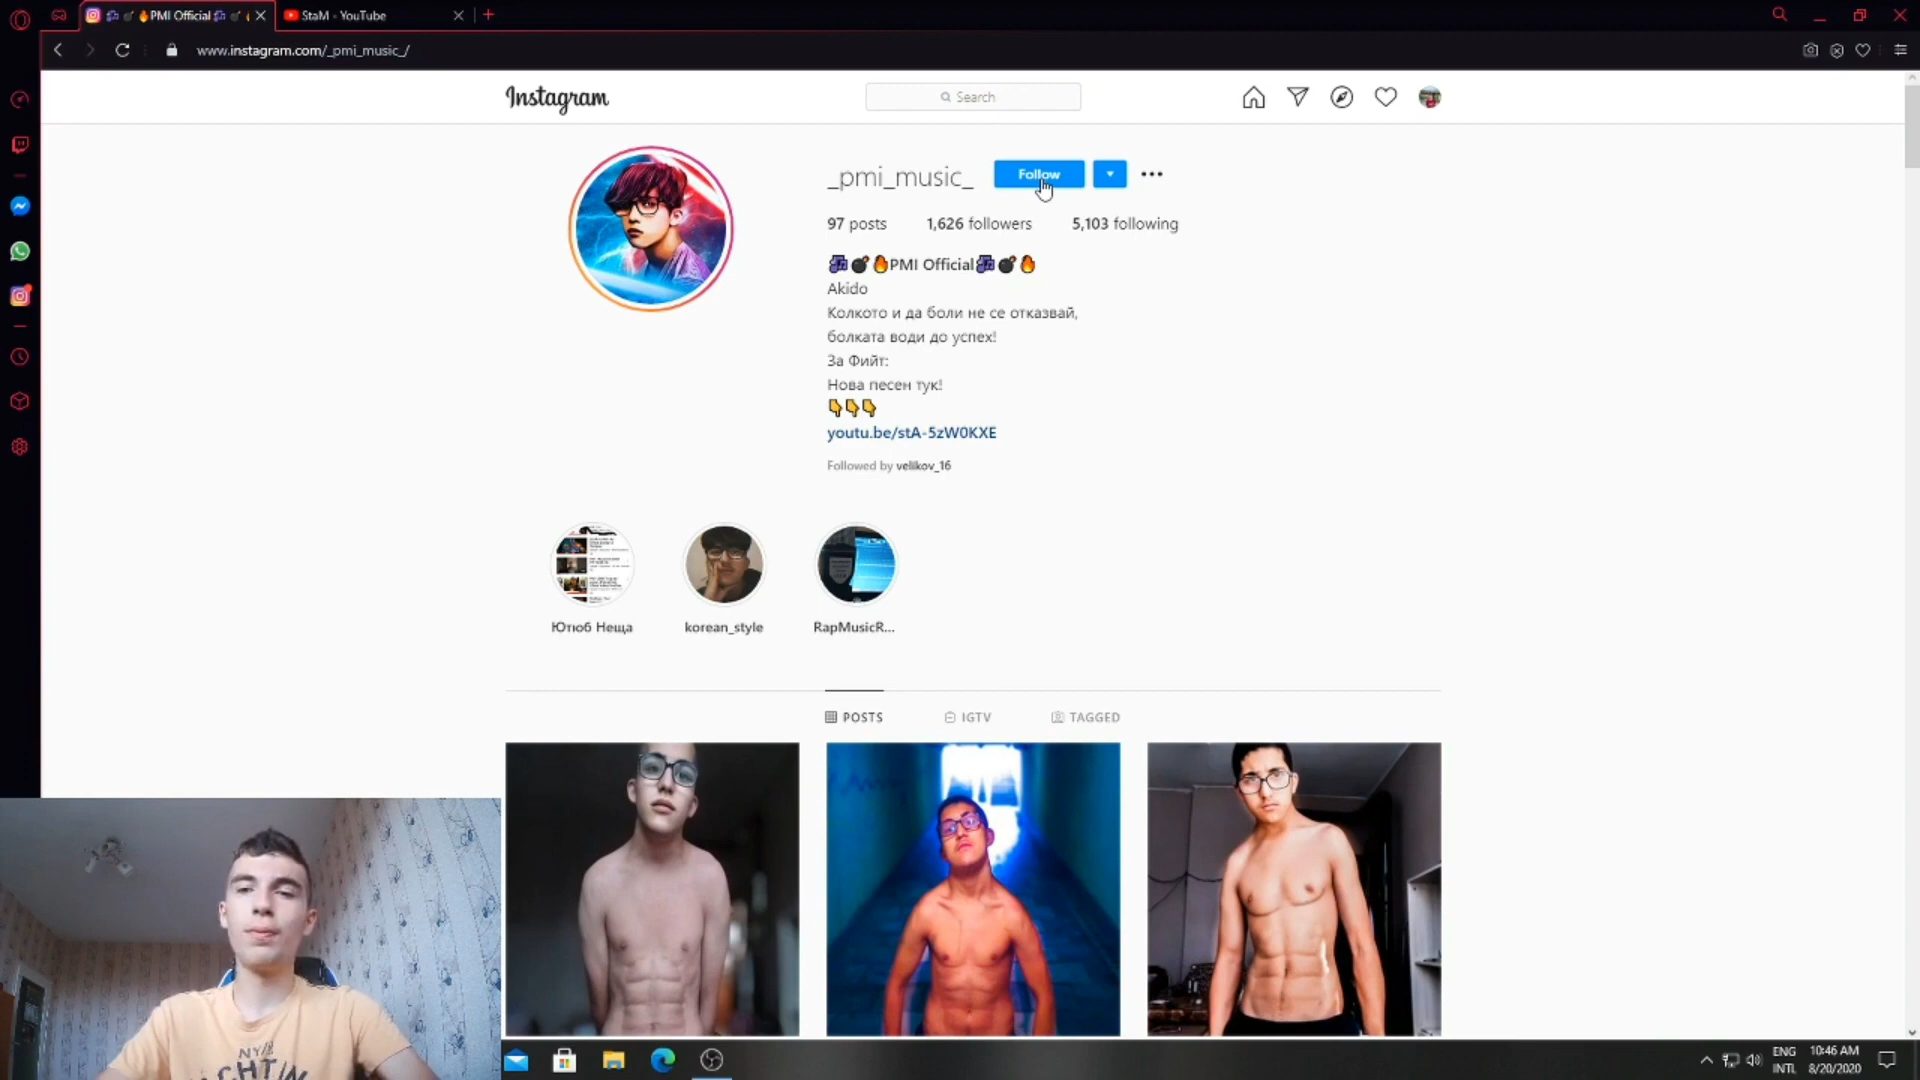 PMI Official
StaM - YouTube
www.instagram.com/_pmi_music_/
Instagram
Search
_pmi_music_
Follow
97 posts 1,626 followers 5,103 following
🎶💣🔥PMI Official🎶💣🔥
Akido
Колкото и да боли не се отказвай,
болката води до успех!
За Фийт:
Нова песен тук!
👇👇👇
youtu.be/stA-5zW0KXE
Followed by velikov_16
Ютюб Неща
korean_style
RapMusicR...
POSTS
IGTV
TAGGED
ENG
INTL
10:46 AM
8/20/2020